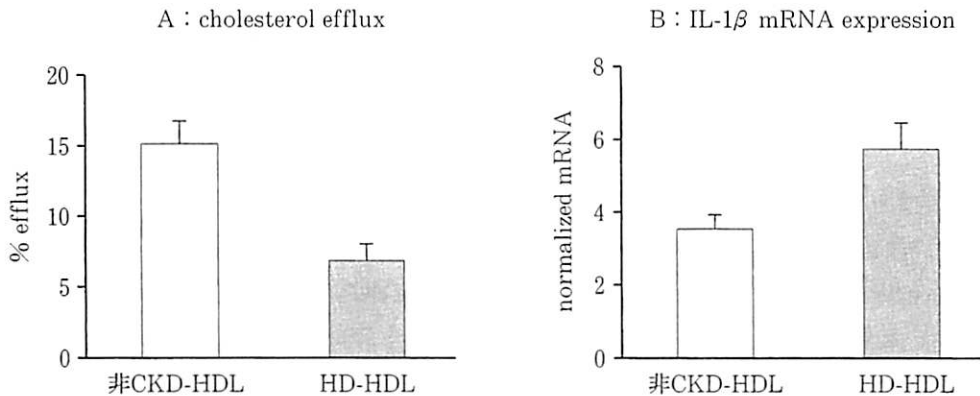 A：cholesterol efflux
20
15
10
5
0
% efflux
非CKD-HDL HD-HDL
B：IL-1β mRNA expression
8
6
4
2
0
normalized mRNA
非CKD-HDL HD-HDL